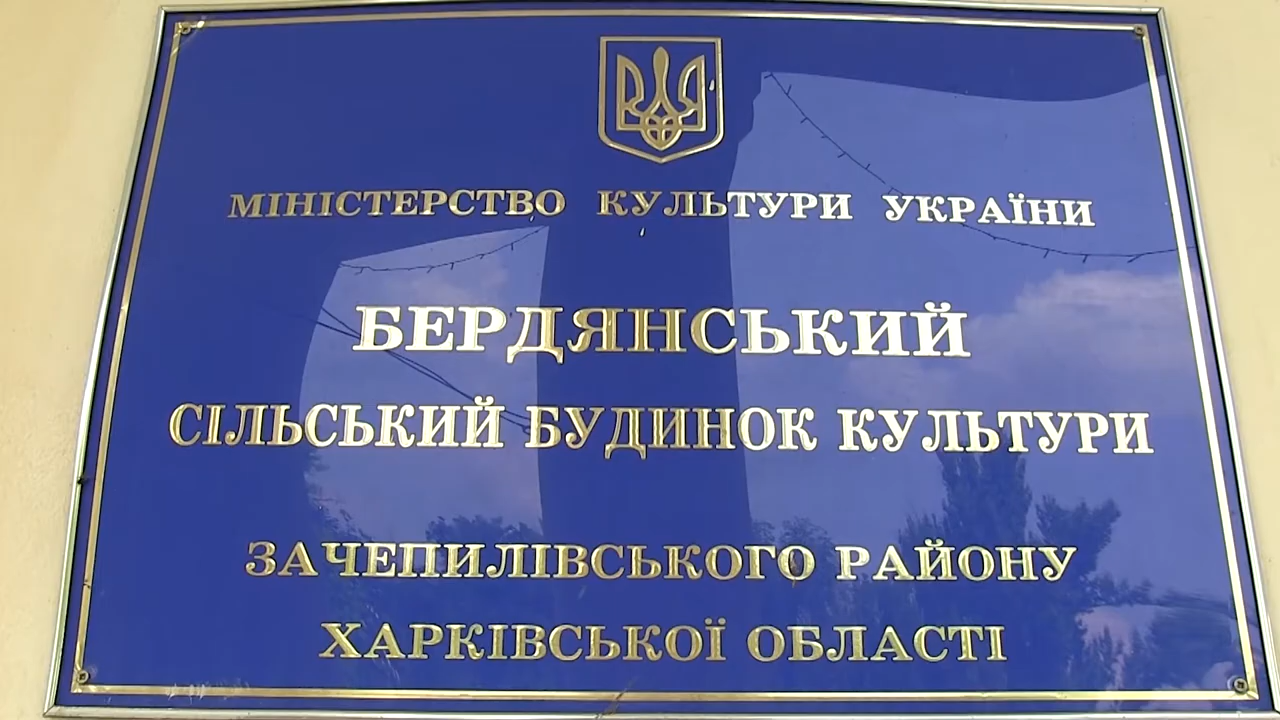 МІНІСТЕРСТВО КУЛЬТУРИ УКРАЇНИ
БЕРДЯНСЬКИЙ
СІЛЬСЬКИЙ БУДИНОК КУЛЬТУРИ
ЗАЧЕПИЛІВСЬКОГО РАЙОНУ
ХАРКІВСЬКОЇ ОБЛАСТІ